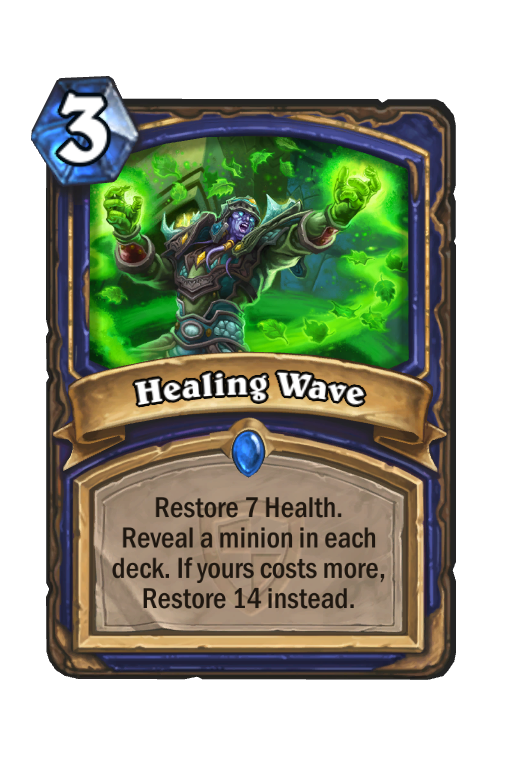 3
Healing Wave
Restore 7 Health.
Reveal a minion in each
deck. If yours costs more,
Restore 14 instead.